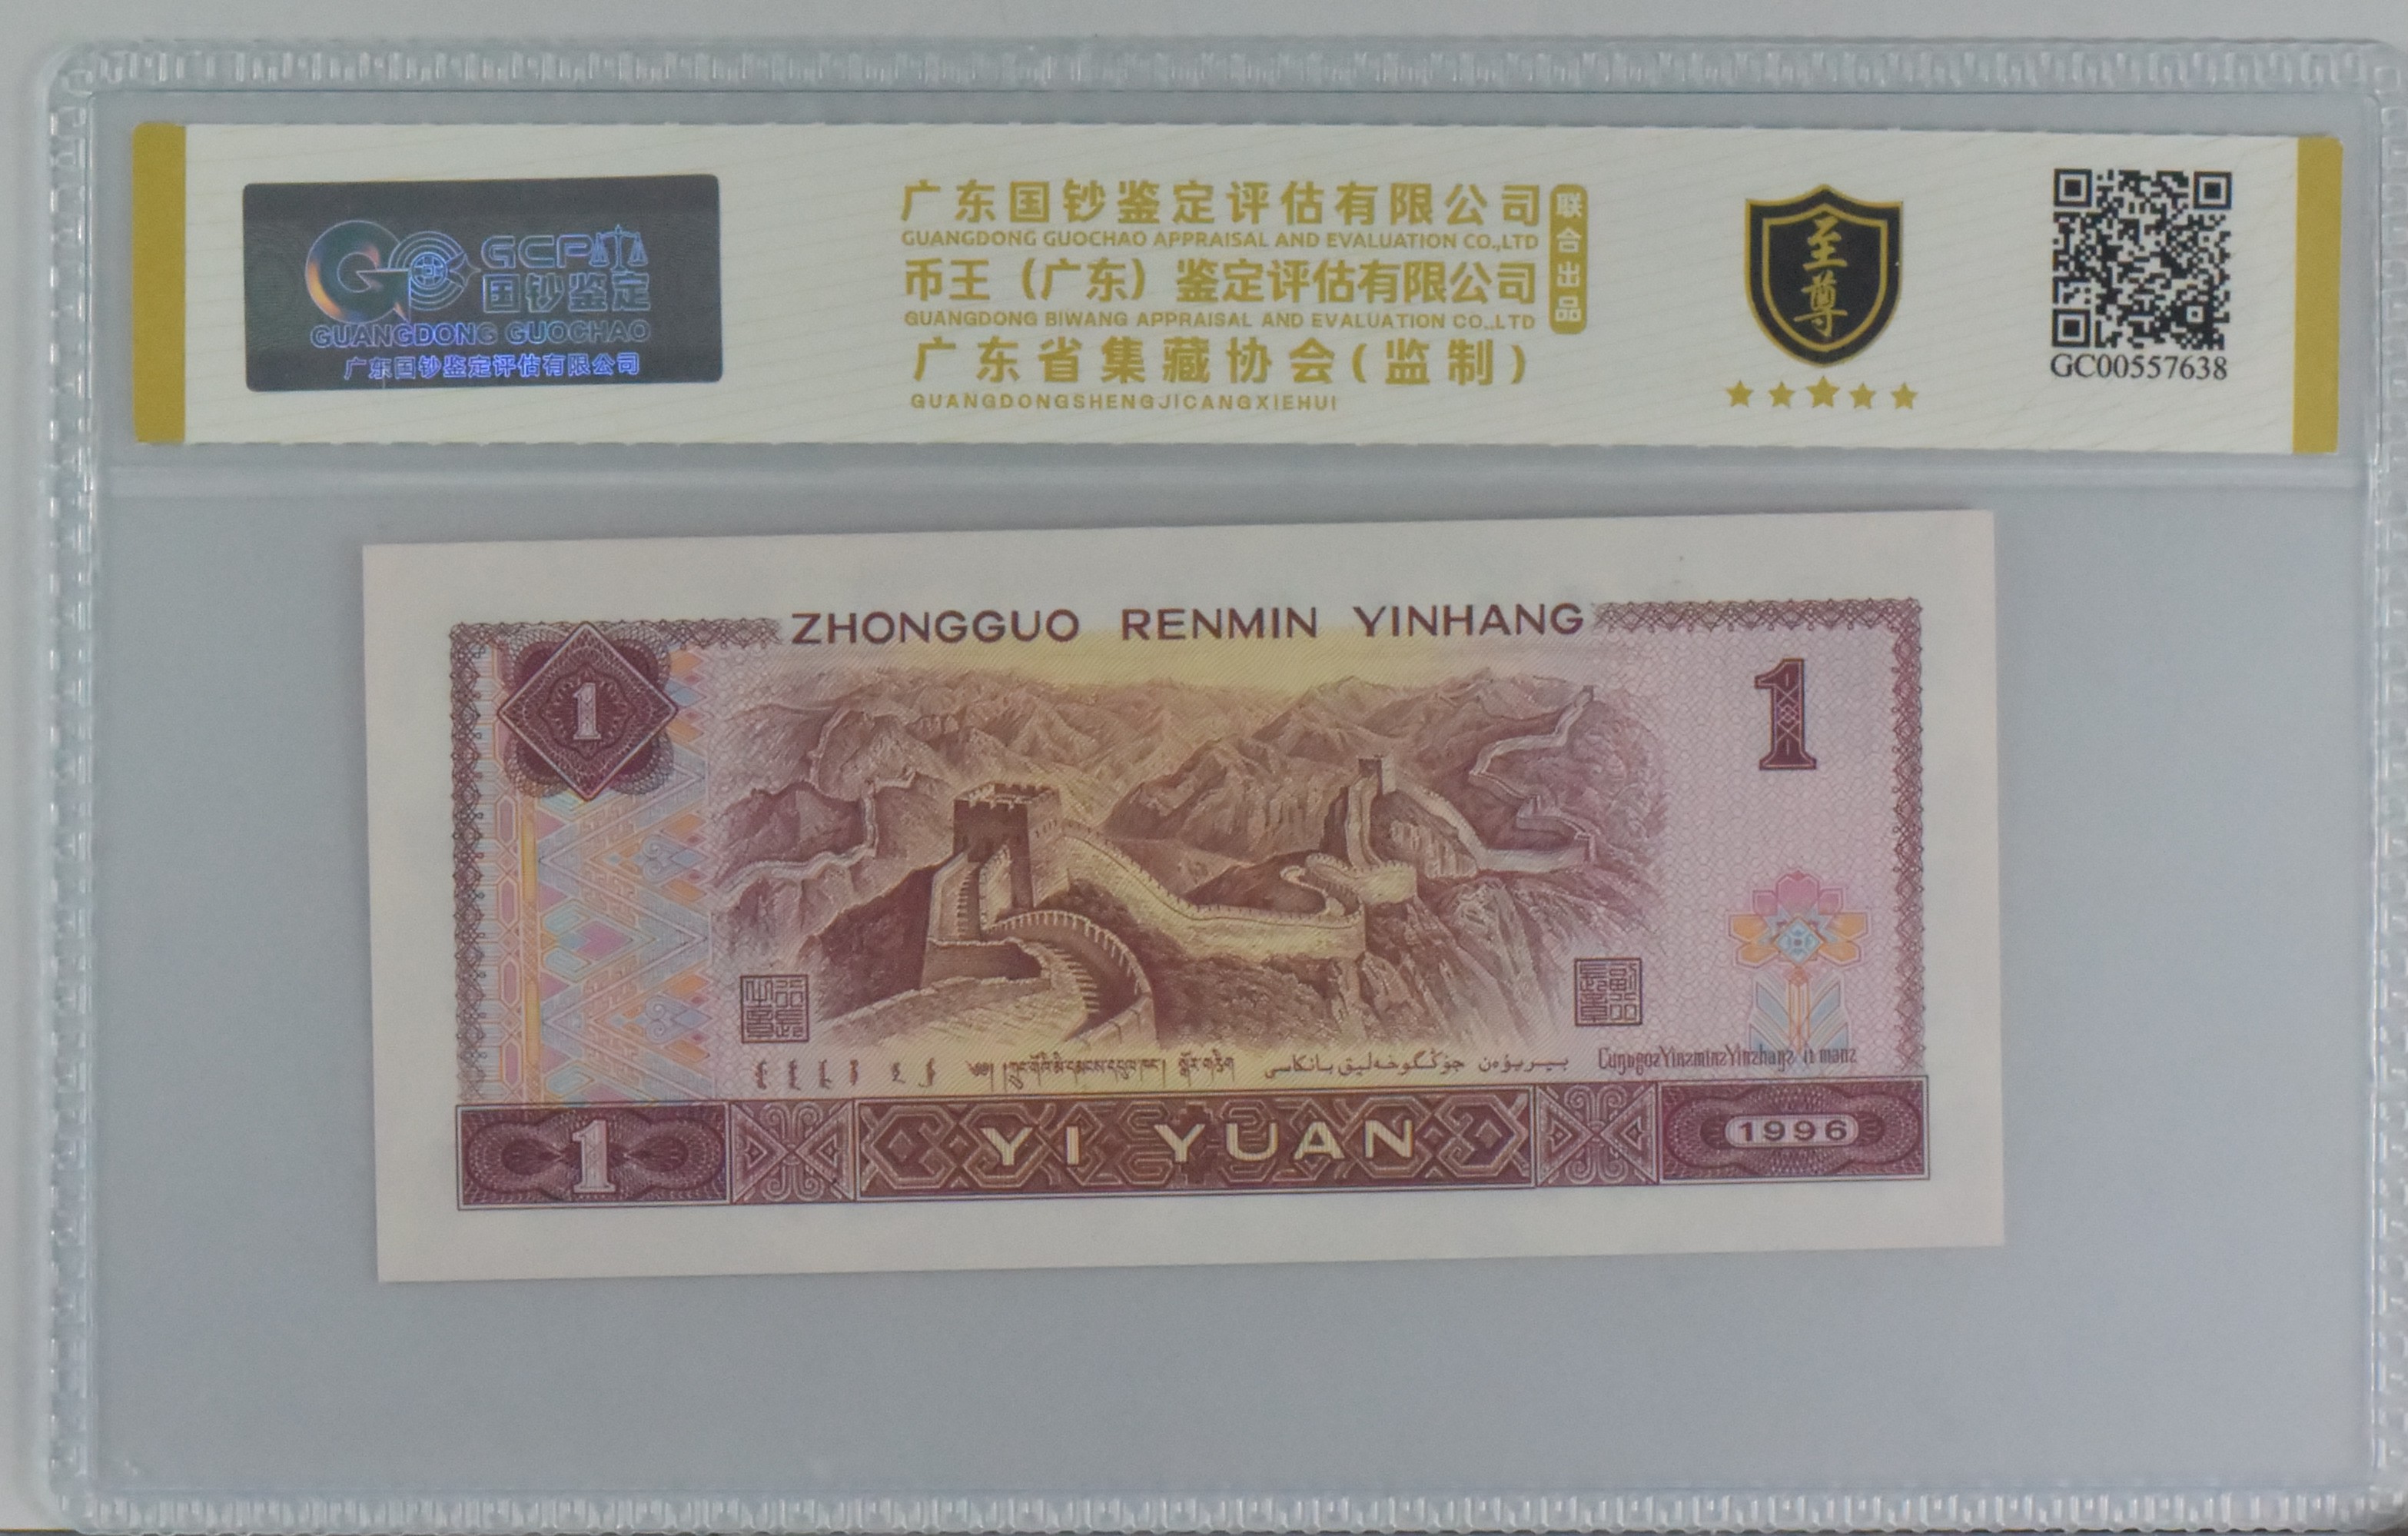 GCP
国钞鉴定
GUANGDONG GUOCHAO
广东国钞鉴定评估有限公司
广东国钞鉴定评估有限公司
GUANGDONG GUOCHAO APPRAISAL AND EVALUATION CO.,LTD
币王（广东）鉴定评估有限公司
GUANGDONG BIWANG APPRAISAL AND EVALUATION CO.,LTD
广东省集藏协会(监制)
GUANGDONGSHENGJICANGXIEHUI
联合出品
至尊
GC00557638
ZHONGGUO RENMIN YINHANG
1
1
1
YI YUAN
1996